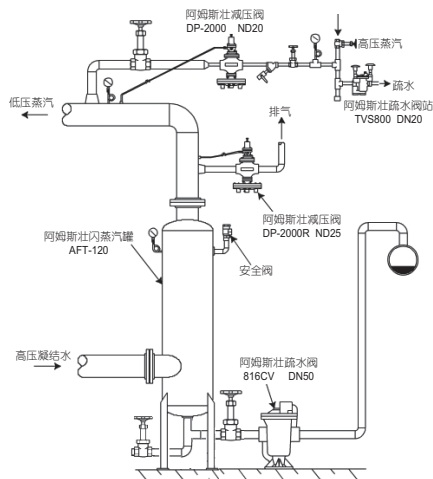 阿姆斯壮减压阀
DP-2000 ND20
高压蒸汽
疏水
低压蒸汽
阿姆斯壮疏水阀站
TVS800 DN20
排气
阿姆斯壮减压阀
DP-2000R ND25
阿姆斯壮闪蒸汽罐
AFT-120
安全阀
高压凝结水
阿姆斯壮疏水阀
816CV DN50